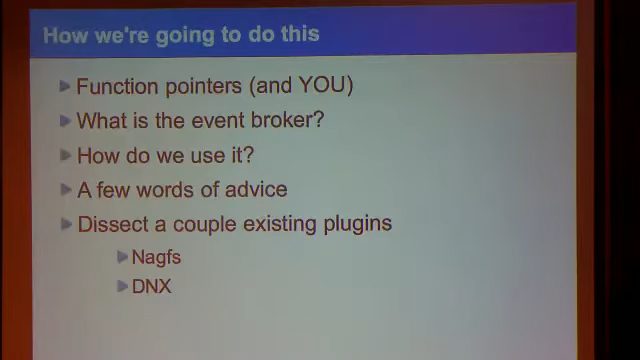 How we're going to do this
Function pointers (and YOU)
What is the event broker?
How do we use it?
A few words of advice
Dissect a couple existing plugins
Nagfs
DNX